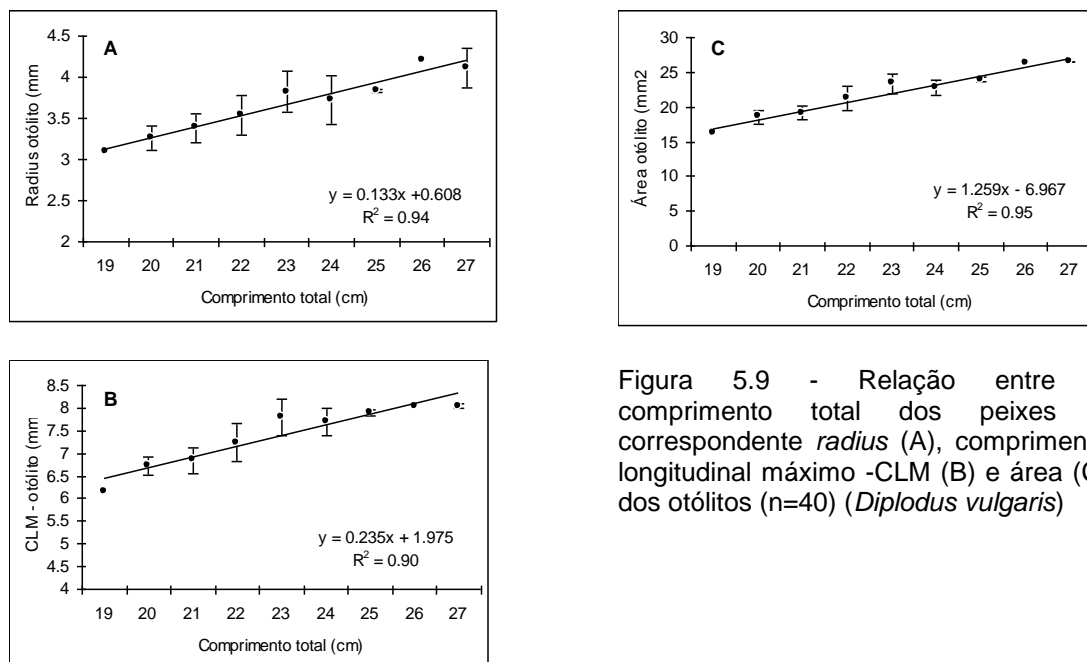 A
Radius otólito (mm
4.5
4
3.5
3
2.5
2
y = 0.133x +0.608
R² = 0.94
19 20 21 22 23 24 25 26 27
Comprimento total (cm)
C
Área otólito (mm2)
30
25
20
15
10
5
0
y = 1.259x - 6.967
R² = 0.95
19 20 21 22 23 24 25 26 27
Comprimento total (cm)
B
CLM - otólito (mm
8.5
8
7.5
7
6.5
6
5.5
5
4.5
4
y = 0.235x + 1.975
R² = 0.90
19 20 21 22 23 24 25 26 27
Comprimento total (cm)
Figura 5.9 - Relação entre
comprimento total dos peixes
correspondente radius (A), comprimen
longitudinal máximo -CLM (B) e área (
dos otólitos (n=40) (Diplodus vulgaris)